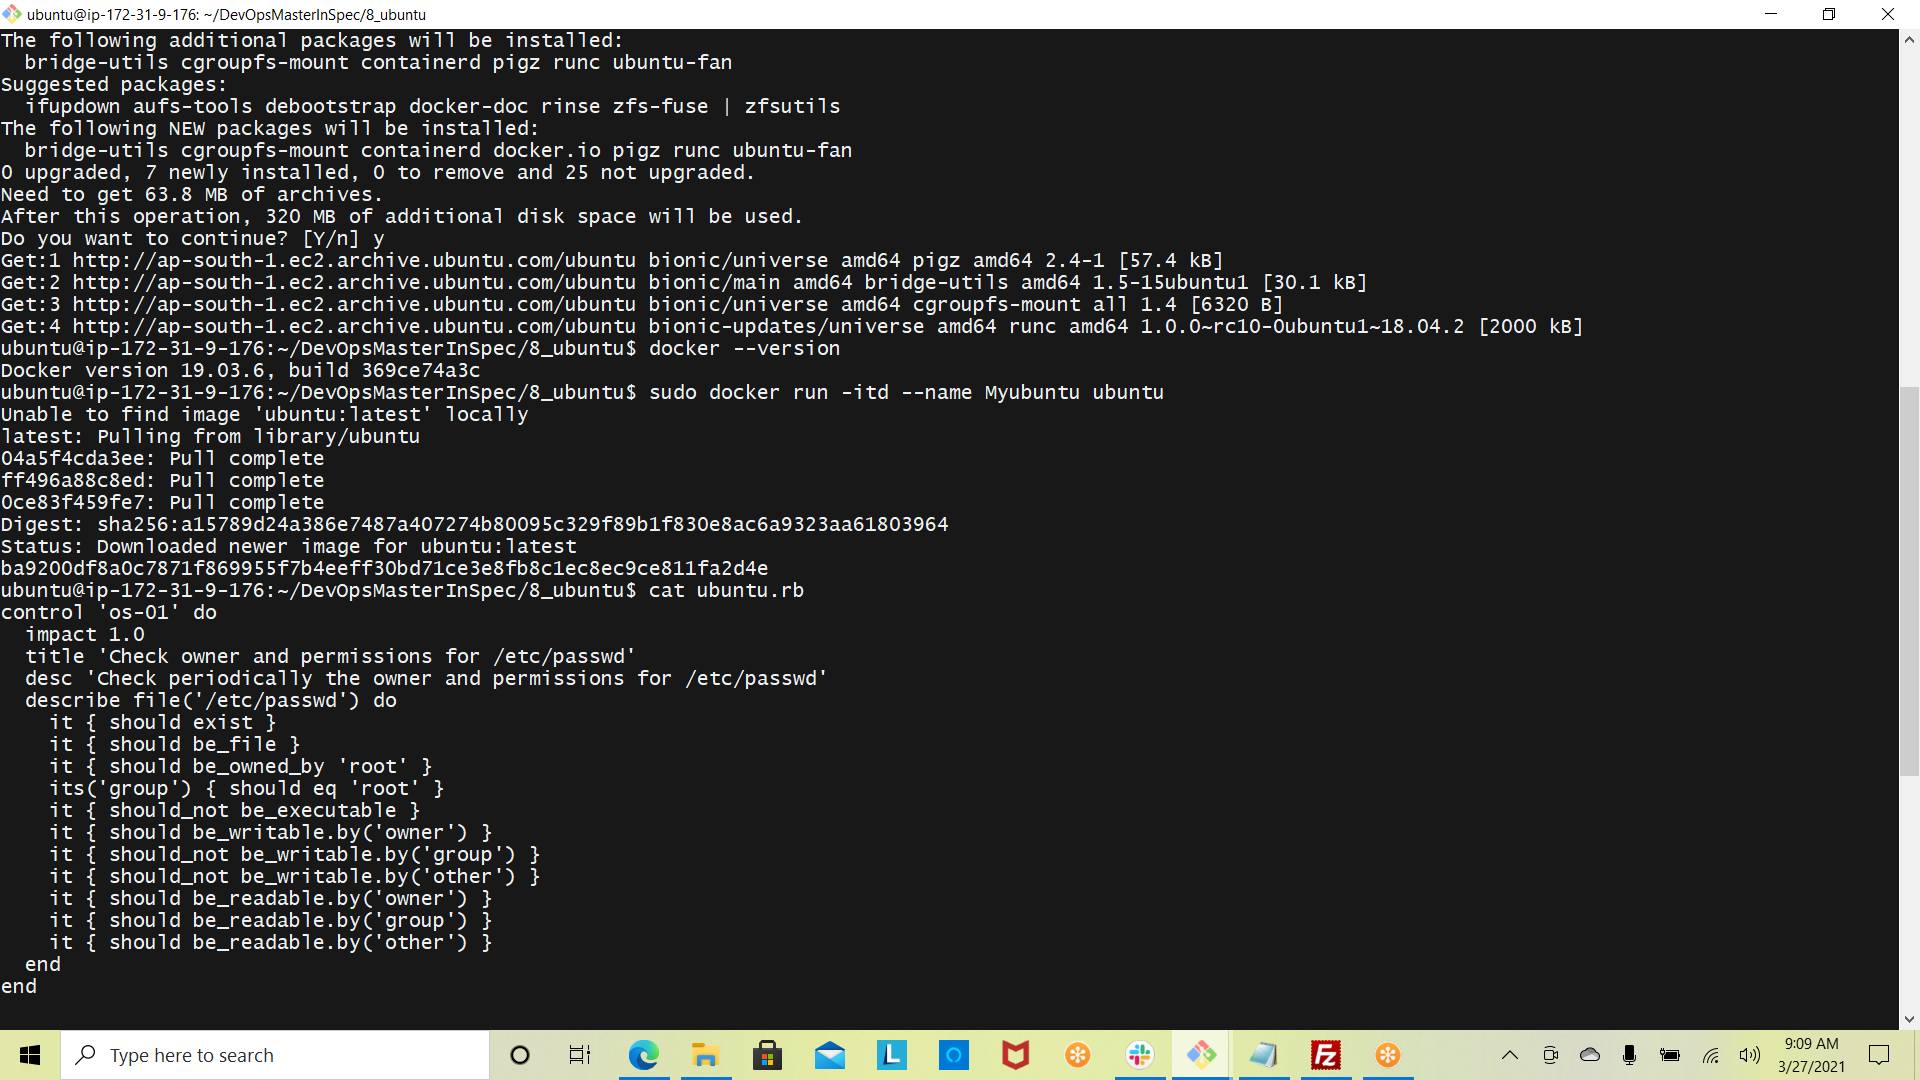 ubuntu@ip-172-31-9-176: ~/DevOpsMasterInSpec/8_ubuntu
The following additional packages will be installed:
  bridge-utils cgroupfs-mount containerd pigz runc ubuntu-fan
Suggested packages:
  ifupdown aufs-tools debootstrap docker-doc rinse zfs-fuse | zfsutils
The following NEW packages will be installed:
  bridge-utils cgroupfs-mount containerd docker.io pigz runc ubuntu-fan
0 upgraded, 7 newly installed, 0 to remove and 25 not upgraded.
Need to get 63.8 MB of archives.
After this operation, 320 MB of additional disk space will be used.
Do you want to continue? [Y/n] y
Get:1 http://ap-south-1.ec2.archive.ubuntu.com/ubuntu bionic/universe amd64 pigz amd64 2.4-1 [57.4 kB]
Get:2 http://ap-south-1.ec2.archive.ubuntu.com/ubuntu bionic/main amd64 bridge-utils amd64 1.5-15ubuntu1 [30.1 kB]
Get:3 http://ap-south-1.ec2.archive.ubuntu.com/ubuntu bionic/universe amd64 cgroupfs-mount all 1.4 [6320 B]
Get:4 http://ap-south-1.ec2.archive.ubuntu.com/ubuntu bionic-updates/universe amd64 runc amd64 1.0.0~rc10-0ubuntu1~18.04.2 [2000 kB]
ubuntu@ip-172-31-9-176:~/DevOpsMasterInSpec/8_ubuntu$ docker --version
Docker version 19.03.6, build 369ce74a3c
ubuntu@ip-172-31-9-176:~/DevOpsMasterInSpec/8_ubuntu$ sudo docker run -itd --name Myubuntu ubuntu
Unable to find image 'ubuntu:latest' locally
latest: Pulling from library/ubuntu
04a5f4cda3ee: Pull complete
ff496a88c8ed: Pull complete
0ce83f459fe7: Pull complete
Digest: sha256:a15789d24a386e7487a407274b80095c329f89b1f830e8ac6a9323aa61803964
Status: Downloaded newer image for ubuntu:latest
ba9200df8a0c7871f869955f7b4eeff30bd71ce3e8fb8c1ec8ec9ce811fa2d4e
ubuntu@ip-172-31-9-176:~/DevOpsMasterInSpec/8_ubuntu$ cat ubuntu.rb
control 'os-01' do
  impact 1.0
  title 'Check owner and permissions for /etc/passwd'
  desc 'Check periodically the owner and permissions for /etc/passwd'
  describe file('/etc/passwd') do
    it { should exist }
    it { should be_file }
    it { should be_owned_by 'root' }
    its('group') { should eq 'root' }
    it { should_not be_executable }
    it { should be_writable.by('owner') }
    it { should_not be_writable.by('group') }
    it { should_not be_writable.by('other') }
    it { should be_readable.by('owner') }
    it { should be_readable.by('group') }
    it { should be_readable.by('other') }
  end
end
Type here to search
L
FZ
9:09 AM
3/27/2021